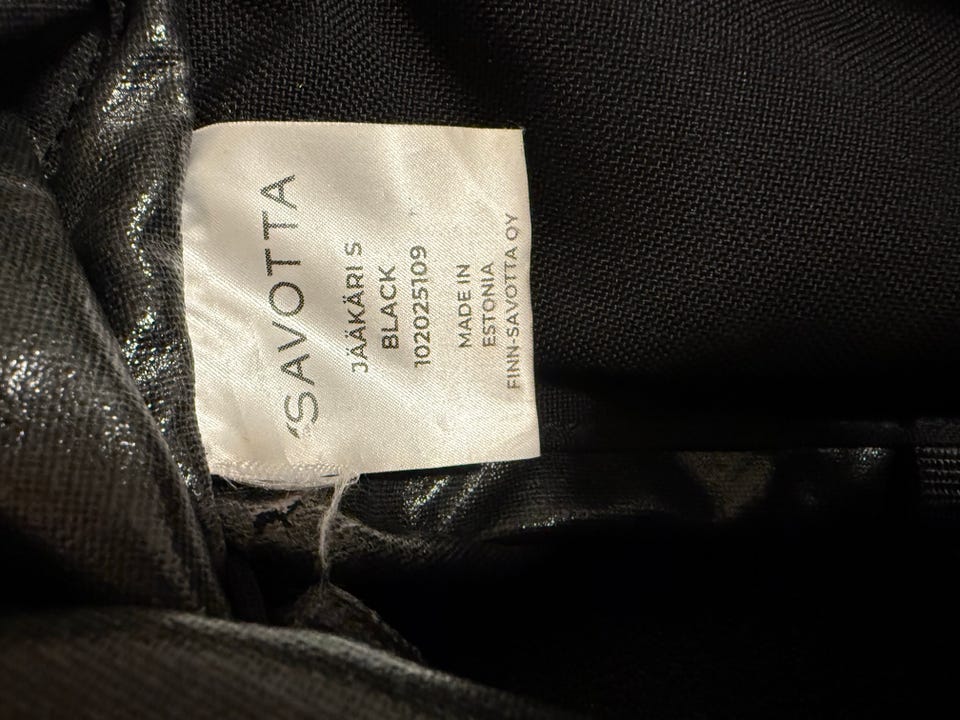 SAVOTTA
JÄÄKÄRI S
BLACK
102025109
MADE IN
ESTONIA
FINN-SAVOTTA OY